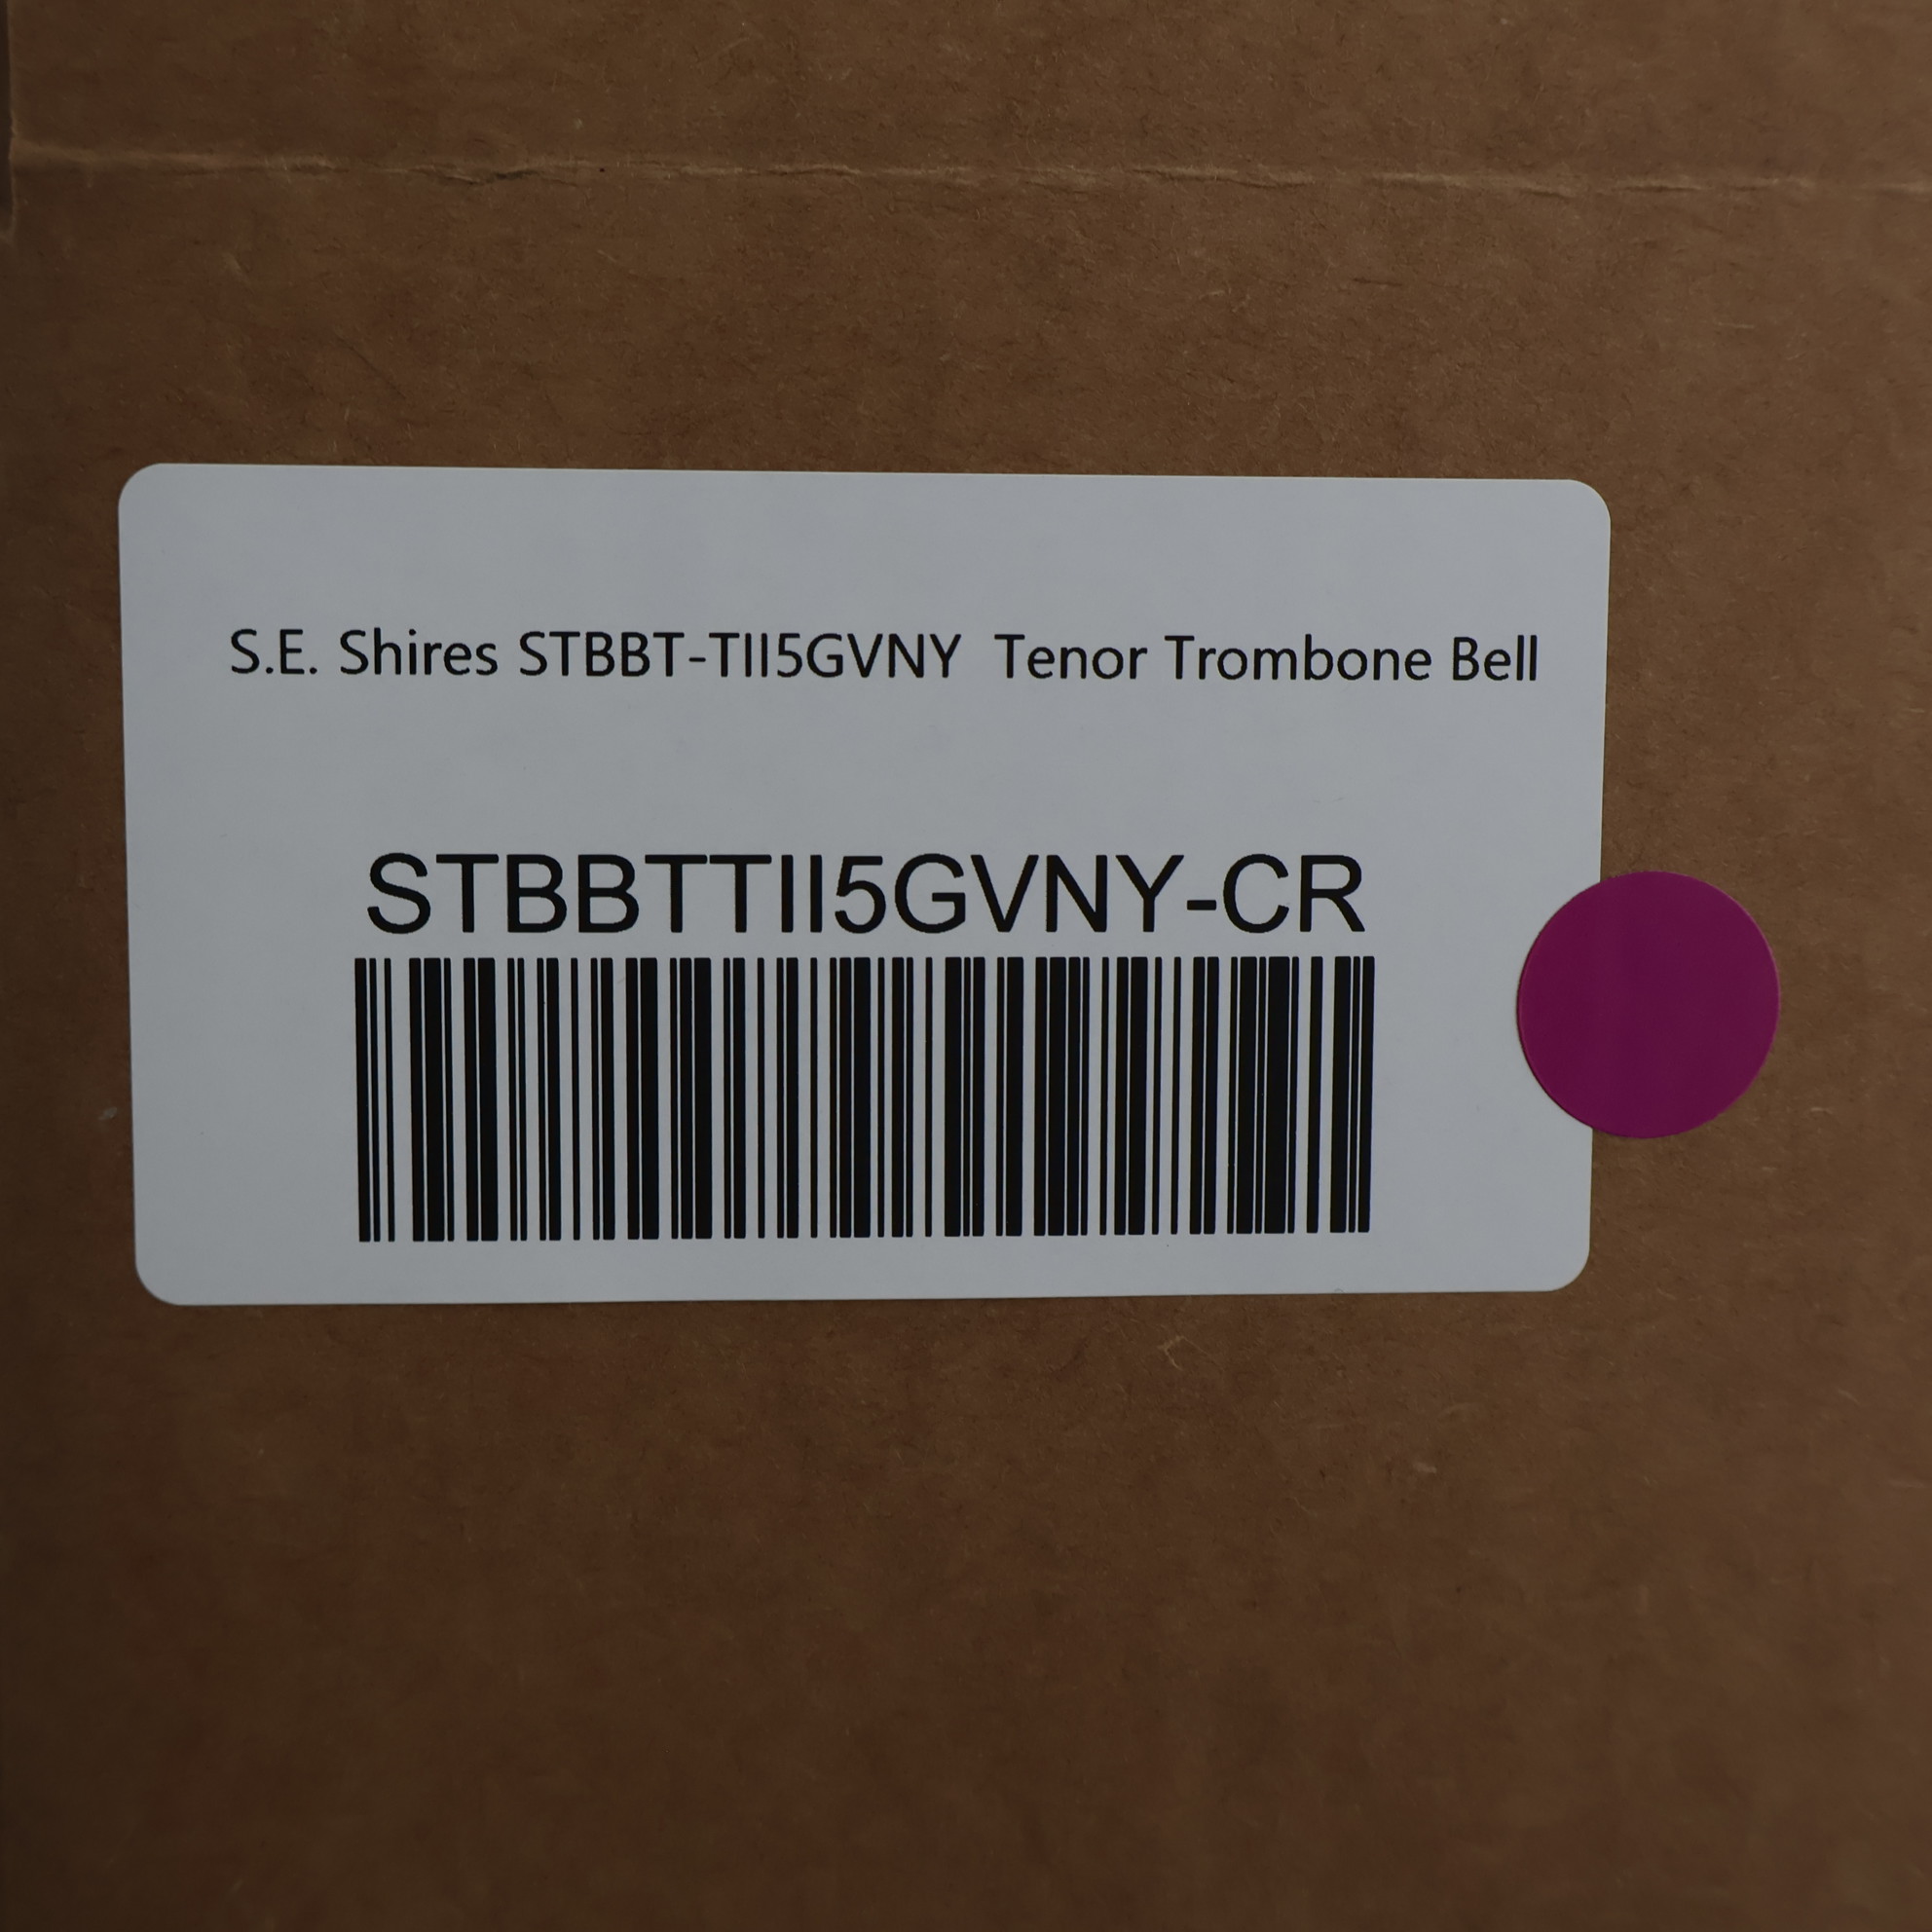 S.E. Shires STBBT-TII5GVNY  Tenor Trombone Bell
STBBTTII5GVNY-CR